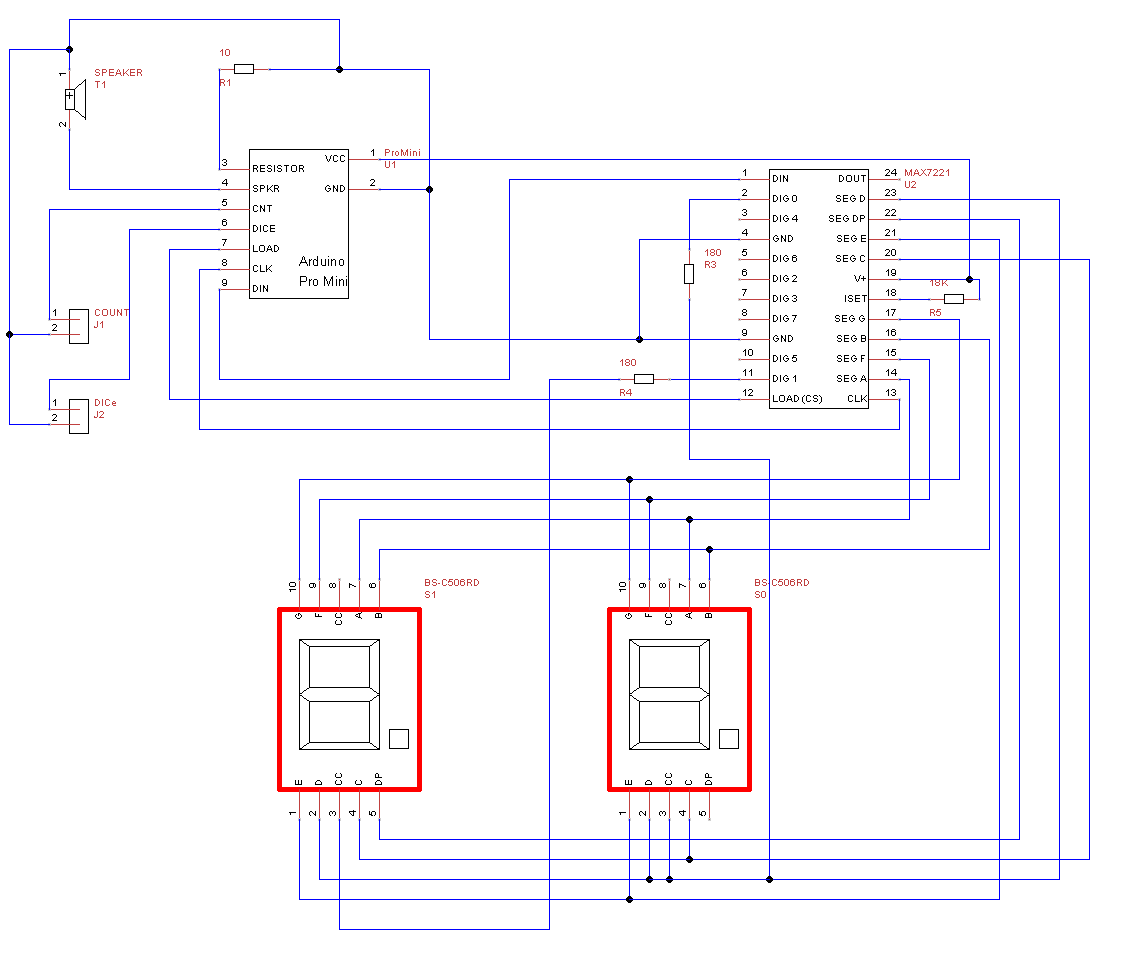 10
R1
1
SPEAKER
T1
2
3
RESISTOR
VCC
1
ProMini
U1
4
SPKR
GND
2
5
CNT
6
DICE
7
LOAD
8
CLK
9
DIN
Arduino
Pro Mini
1
COUNT
2
J1
1
DICe
2
J2
1
DIN
DOUT
24
MAX7221
U2
2
DIG 0
SEG D
23
3
DIG 4
SEG DP
22
4
GND
SEG E
21
5
DIG 6
SEG C
20
6
DIG 2
V+
19
7
DIG 3
ISET
18
8
DIG 7
SEG G
17
9
GND
SEG B
16
10
DIG 5
SEG F
15
11
DIG 1
SEG A
14
12
LOAD(CS)
CLK
13
180
R3
180
R4
18K
R5
10
9
8
7
6
BS-C506RD
S1
G
F
CC
A
B
E
D
CC
C
DP
1
2
3
4
5
10
9
8
7
6
BS-C506RD
S0
G
F
CC
A
B
E
D
CC
C
DP
1
2
3
4
5